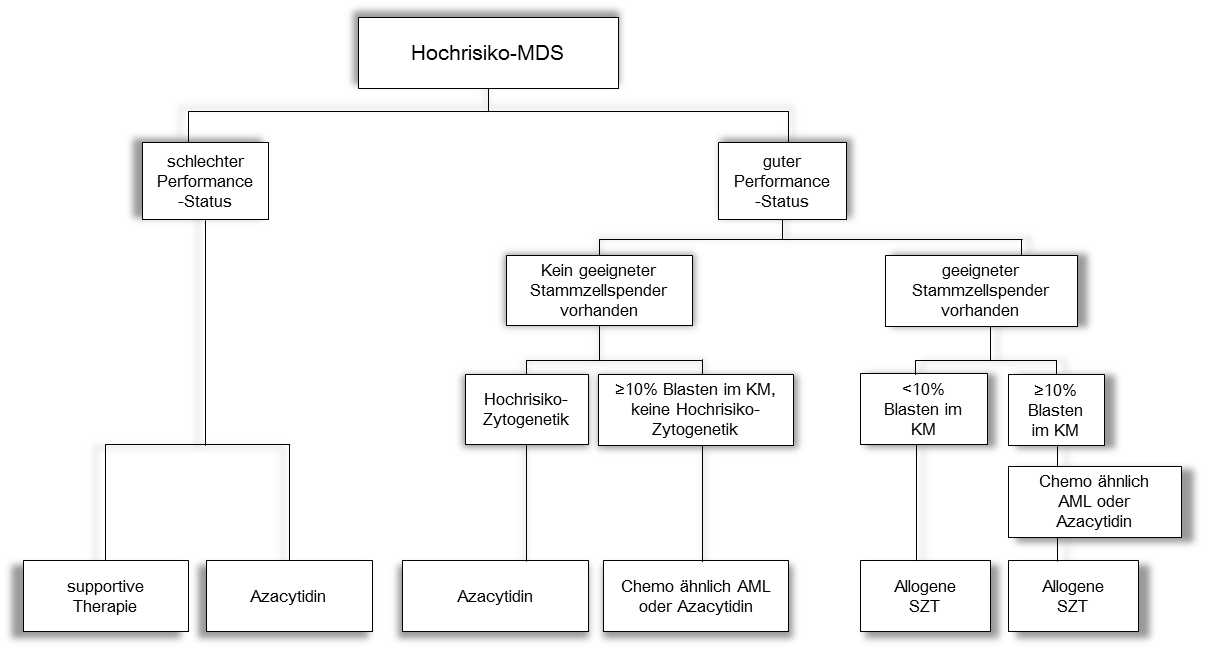 Hochrisiko-MDS
schlechter
Performance
-Status
guter
Performance
-Status
Kein geeigneter
Stammzellspender
vorhanden
geeigneter
Stammzellspender
vorhanden
Hochrisiko-
Zytogenetik
≥10% Blasten im KM,
keine Hochrisiko-
Zytogenetik
<10%
Blasten im
KM
≥10%
Blasten
im KM
Chemo ähnlich
AML oder
Azacytidin
supportive
Therapie
Azacytidin
Azacytidin
Chemo ähnlich AML
oder Azacytidin
Allogene
SZT
Allogene
SZT